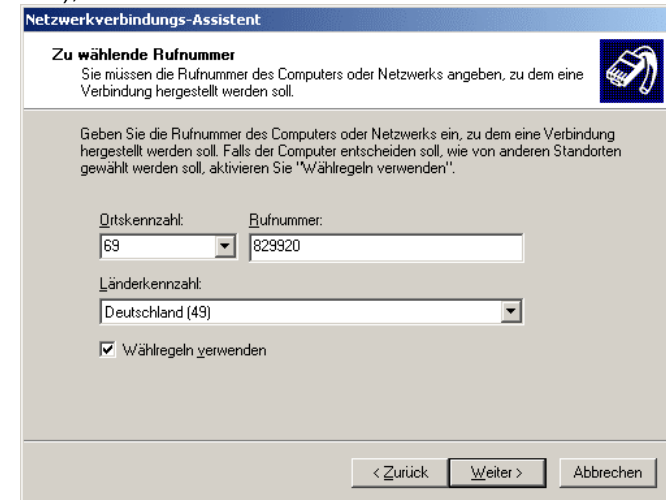 Netzwerkverbindungs-Assistent
Zu wählende Rufnummer
Sie müssen die Rufnummer des Computers oder Netzwerks angeben, zu dem eine
Verbindung hergestellt werden soll.
Geben Sie die Rufnummer des Computers oder Netzwerks ein, zu dem eine Verbindung
hergestellt werden soll. Falls der Computer entscheiden soll, wie von anderen Standorten
gewählt werden soll, aktivieren Sie "Wählregeln verwenden".
Ortskennzahl: Rufnummer:
69 829920
Länderkennzahl:
Deutschland (49)
Wählregeln verwenden
< Zurück Weiter > Abbrechen